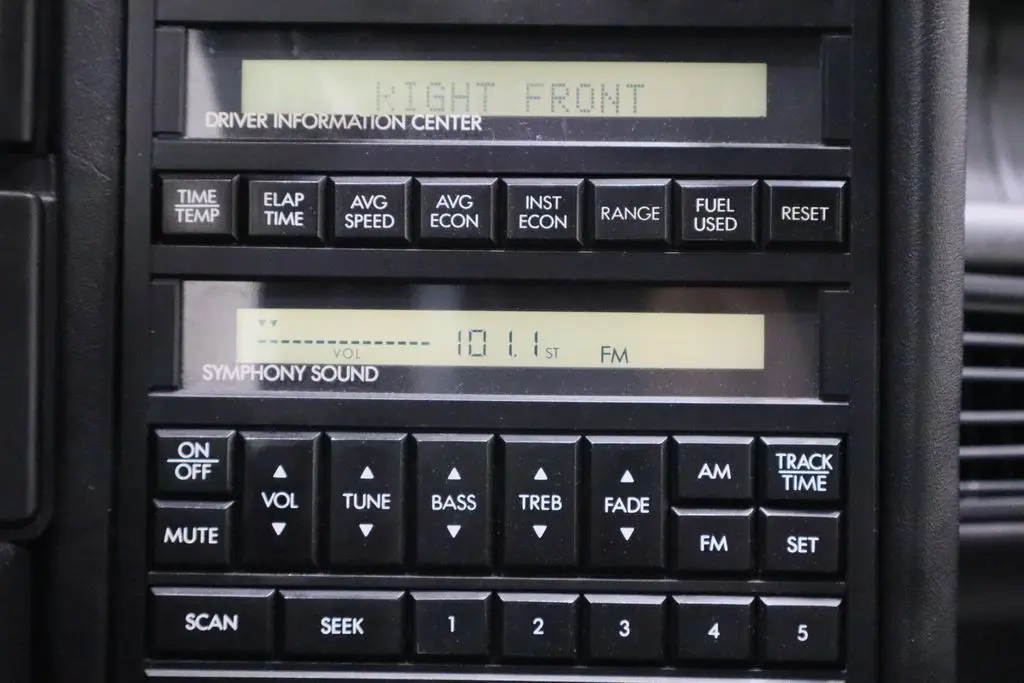 RIGHT FRONT
DRIVER INFORMATION CENTER
TIME TEMP
ELAP TIME
AVG SPEED
AVG ECON
INST ECON
RANGE
FUEL USED
RESET
101.1 ST FM
VOL
SYMPHONY SOUND
ON OFF
VOL
TUNE
BASS
TREB
FADE
AM
TRACK TIME
MUTE
FM
SET
SCAN
SEEK
1
2
3
4
5